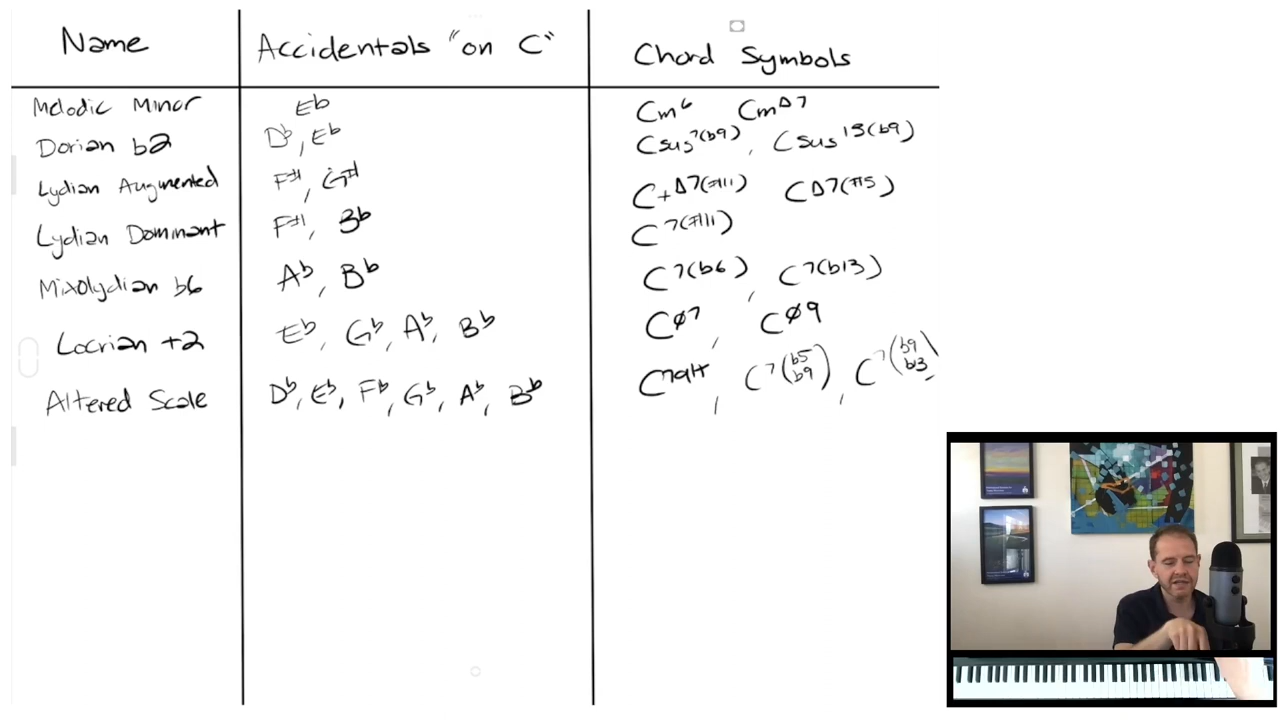 Name Accidentals "on C" Chord Symbols
Melodic Minor Eb Cm6 CmΔ7
Dorian b2 Db, Eb Csus7(b9), Csus13(b9)
Lydian Augmented F#, G# C+Δ7(#11) CΔ7(#5)
Lydian Dominant F#, Bb C7(#11)
Mixolydian b6 Ab, Bb C7(b6), C7(b13)
Locrian +2 Eb, Gb, Ab, Bb Cø7, Cø9
Altered Scale Db, Eb, Fb, Gb, Ab, Bb C7alt, C7(b5 b9), C7(b9 b13)